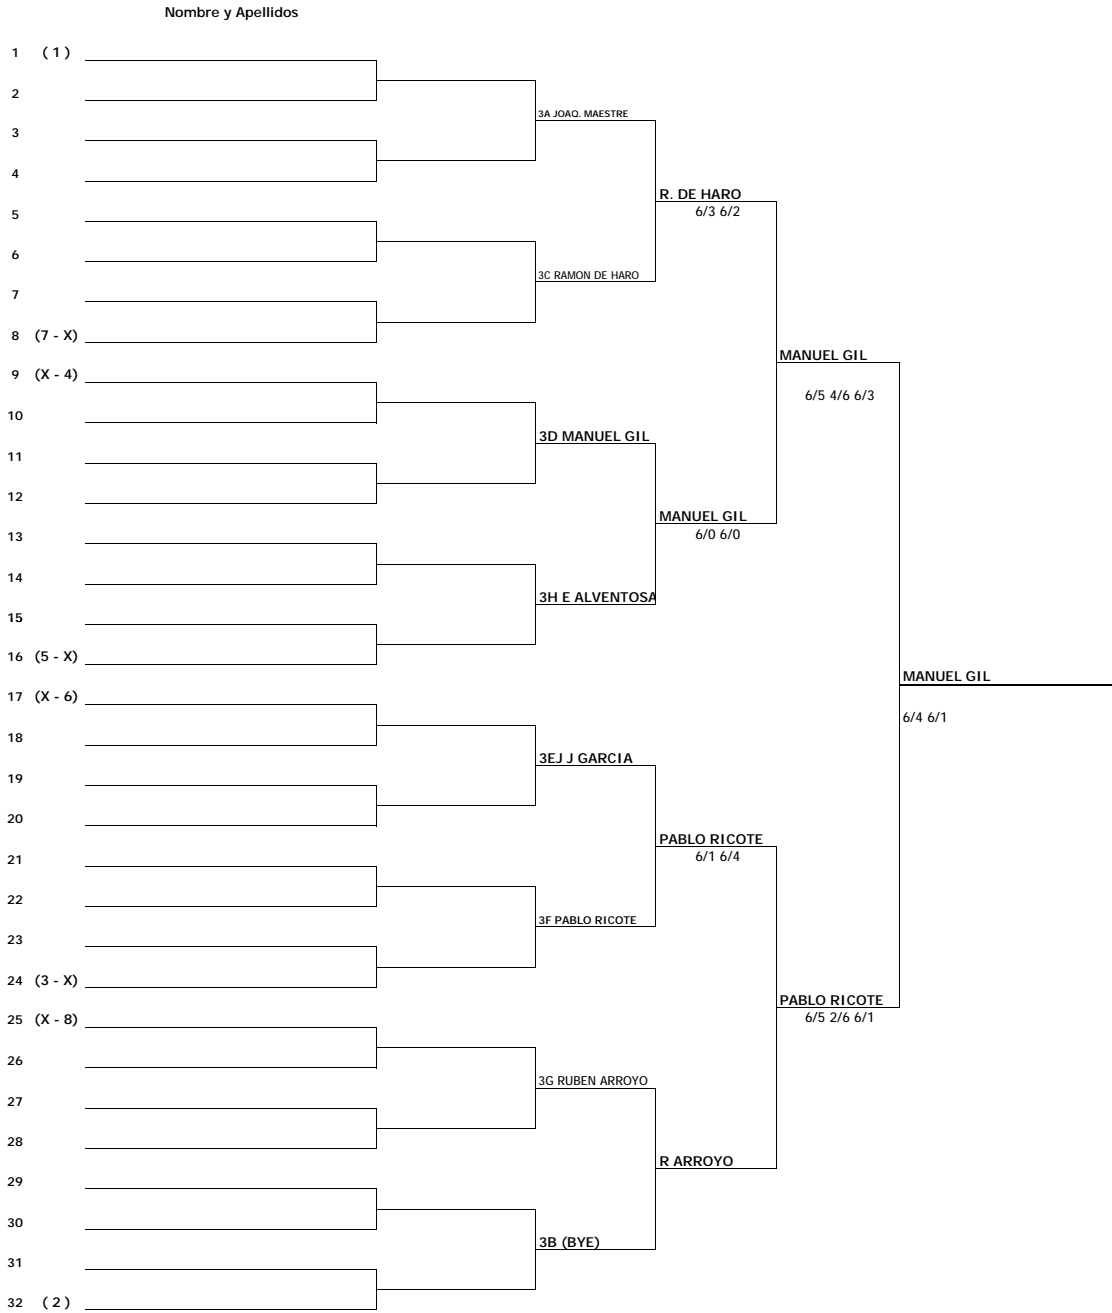 Nombre y Apellidos
1 ( 1 )
2
3A JOAQ. MAESTRE
3
4
R. DE HARO
5
6/3 6/2
6
3C RAMON DE HARO
7
8 (7 - X)
MANUEL GIL
9 (X - 4)
6/5 4/6 6/3
10
3D MANUEL GIL
11
12
MANUEL GIL
13
6/0 6/0
14
3H E ALVENTOSA
15
16 (5 - X)
MANUEL GIL
17 (X - 6)
6/4 6/1
18
3EJ J GARCIA
19
20
PABLO RICOTE
21
6/1 6/4
22
3F PABLO RICOTE
23
24 (3 - X)
PABLO RICOTE
25 (X - 8)
6/5 2/6 6/1
26
3G RUBEN ARROYO
27
28
R ARROYO
29
30
3B (BYE)
31
32 ( 2 )